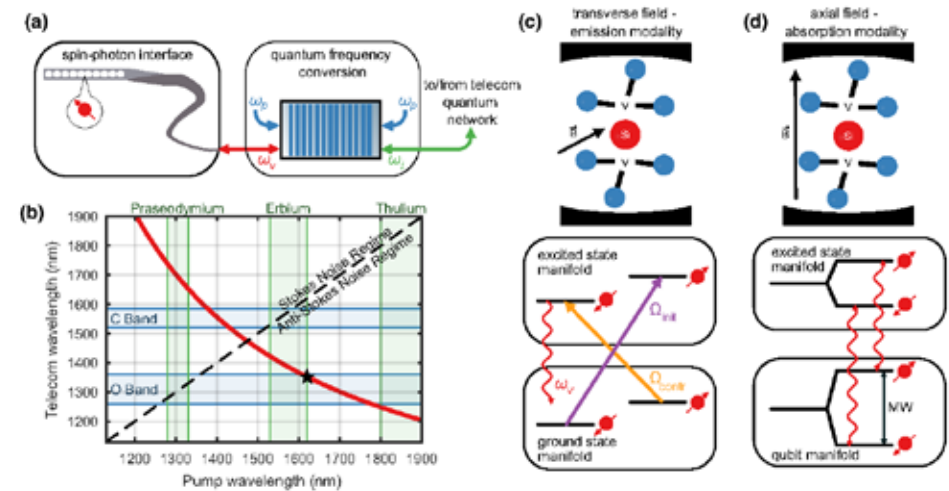 (a)
spin-photon interface
quantum frequency
conversion
to/from telecom
quantum
network
ωp
ωp
ωv
(b)
Praseodymium
Erbium
Thulium
1900
1800
1700
1600
1500
1400
1300
1200
Telecom wavelength (nm)
C Band
O Band
Stokes Noise Regime
Anti-Stokes Noise Regime
1200 1300 1400 1500 1600 1700 1800 1900
Pump wavelength (nm)
(c)
transverse field -
emission modality
V
Si
V
excited state
manifold
Ωinit
Ωcontr
ωv
ground state
manifold
(d)
axial field -
absorption modality
V
Si
V
excited state
manifold
MW
qubit manifold